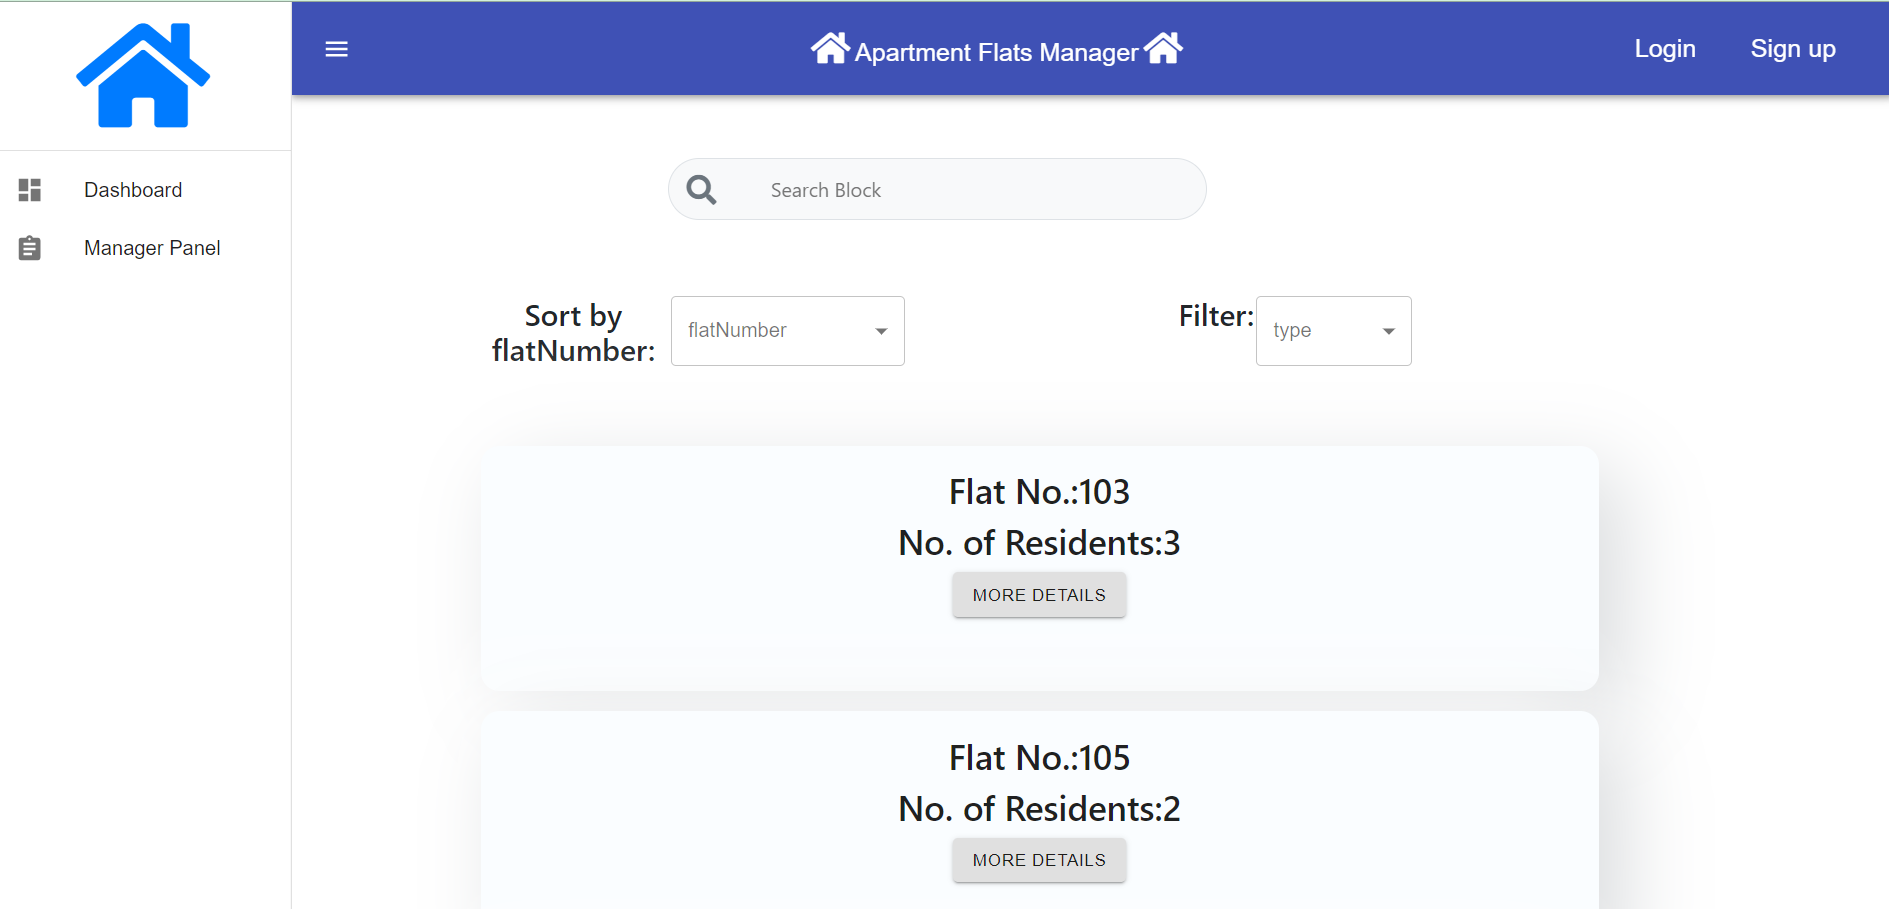 Apartment Flats Manager
Login
Sign up
Dashboard
Manager Panel
Search Block
Sort by
flatNumber:
flatNumber
Filter:
type
Flat No.:103
No. of Residents:3
MORE DETAILS
Flat No.:105
No. of Residents:2
MORE DETAILS